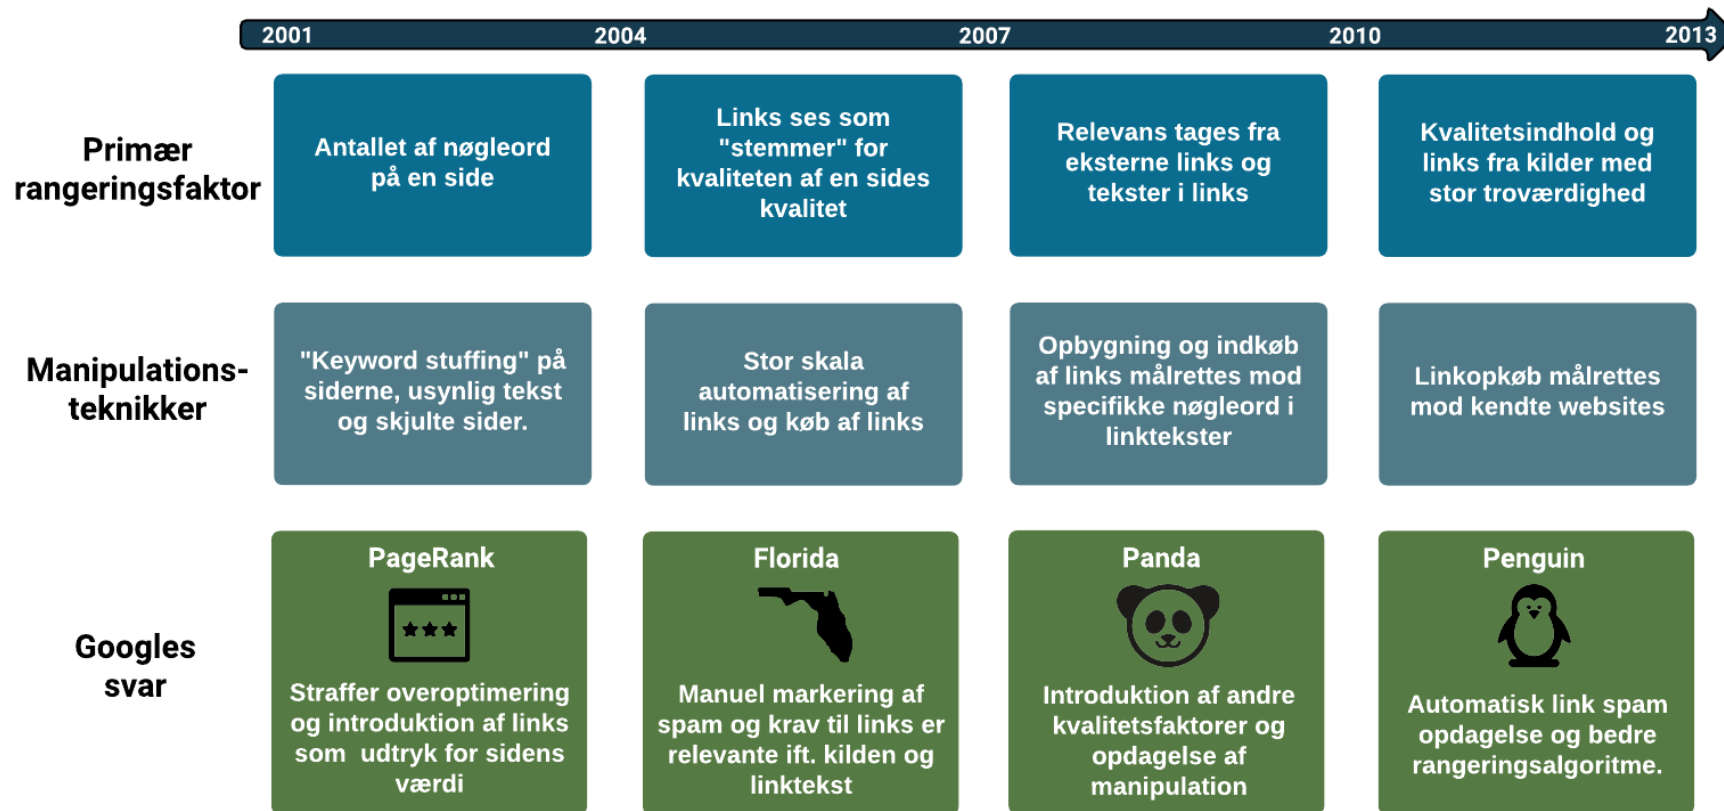 2001 2004 2007 2010 2013
Primær
rangeringsfaktor
Antallet af nøgleord
på en side
Links ses som
"stemmer" for
kvaliteten af en sides
kvalitet
Relevans tages fra
eksterne links og
tekster i links
Kvalitetsindhold og
links fra kilder med
stor troværdighed
Manipulations-
teknikker
"Keyword stuffing" på
siderne, usynlig tekst
og skjulte sider.
Stor skala
automatisering af
links og køb af links
Opbygning og indkøb
af links målrettes mod
specifikke nøgleord i
linktekster
Linkopkøb målrettes
mod kendte websites
Googles
svar
PageRank
Straffer overoptimering
og introduktion af links
som udtryk for sidens
værdi
Florida
Manuel markering af
spam og krav til links er
relevante ift. kilden og
linktekst
Panda
Introduktion af andre
kvalitetsfaktorer og
opdagelse af
manipulation
Penguin
Automatisk link spam
opdagelse og bedre
rangeringsalgoritme.